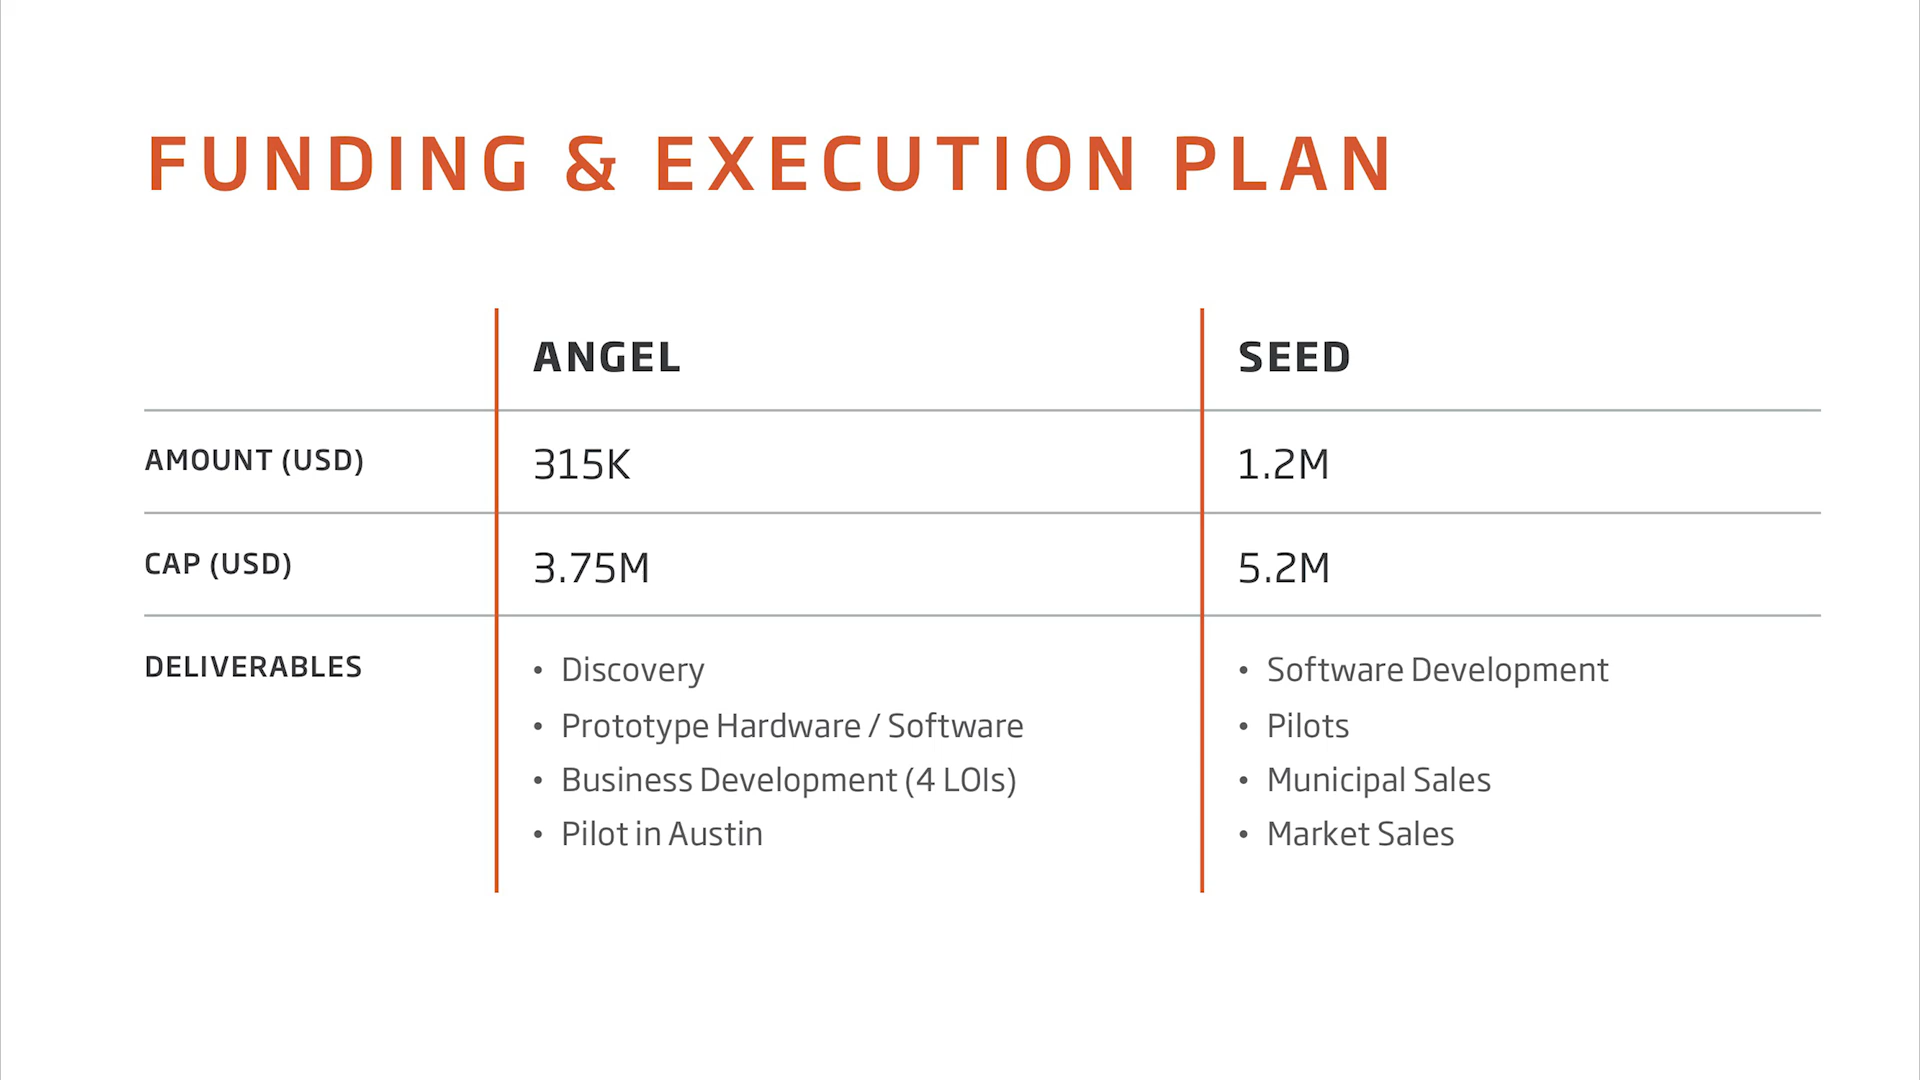 FUNDING & EXECUTION PLAN
ANGEL SEED
AMOUNT (USD) 315K 1.2M
CAP (USD) 3.75M 5.2M
DELIVERABLES • Discovery • Software Development
• Prototype Hardware / Software • Pilots
• Business Development (4 LOIs) • Municipal Sales
• Pilot in Austin • Market Sales